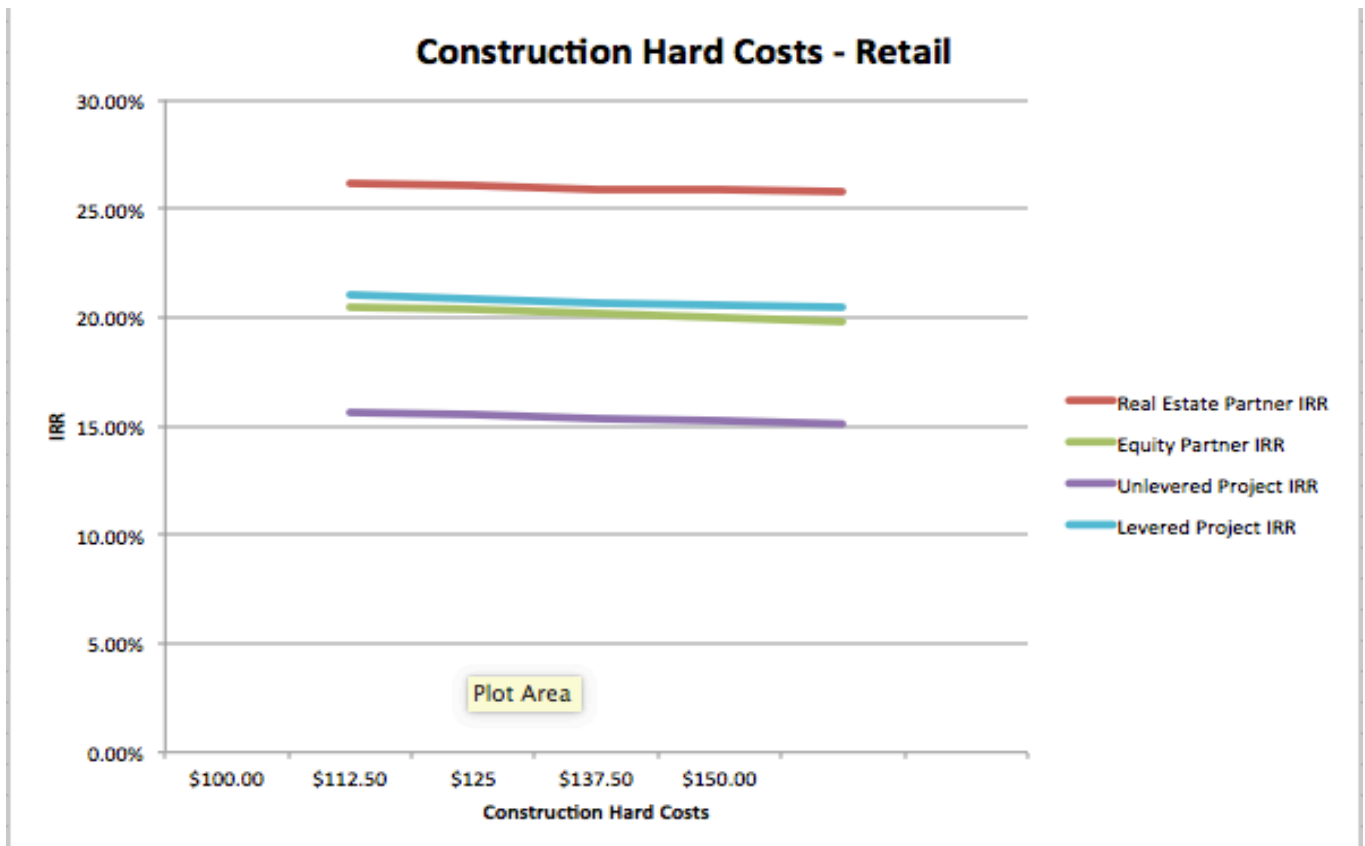 Construction Hard Costs - Retail
30.00%
25.00%
20.00%
15.00%
10.00%
5.00%
0.00%
IRR
Real Estate Partner IRR
Equity Partner IRR
Unlevered Project IRR
Levered Project IRR
Plot Area
$100.00 $112.50 $125 $137.50 $150.00
Construction Hard Costs